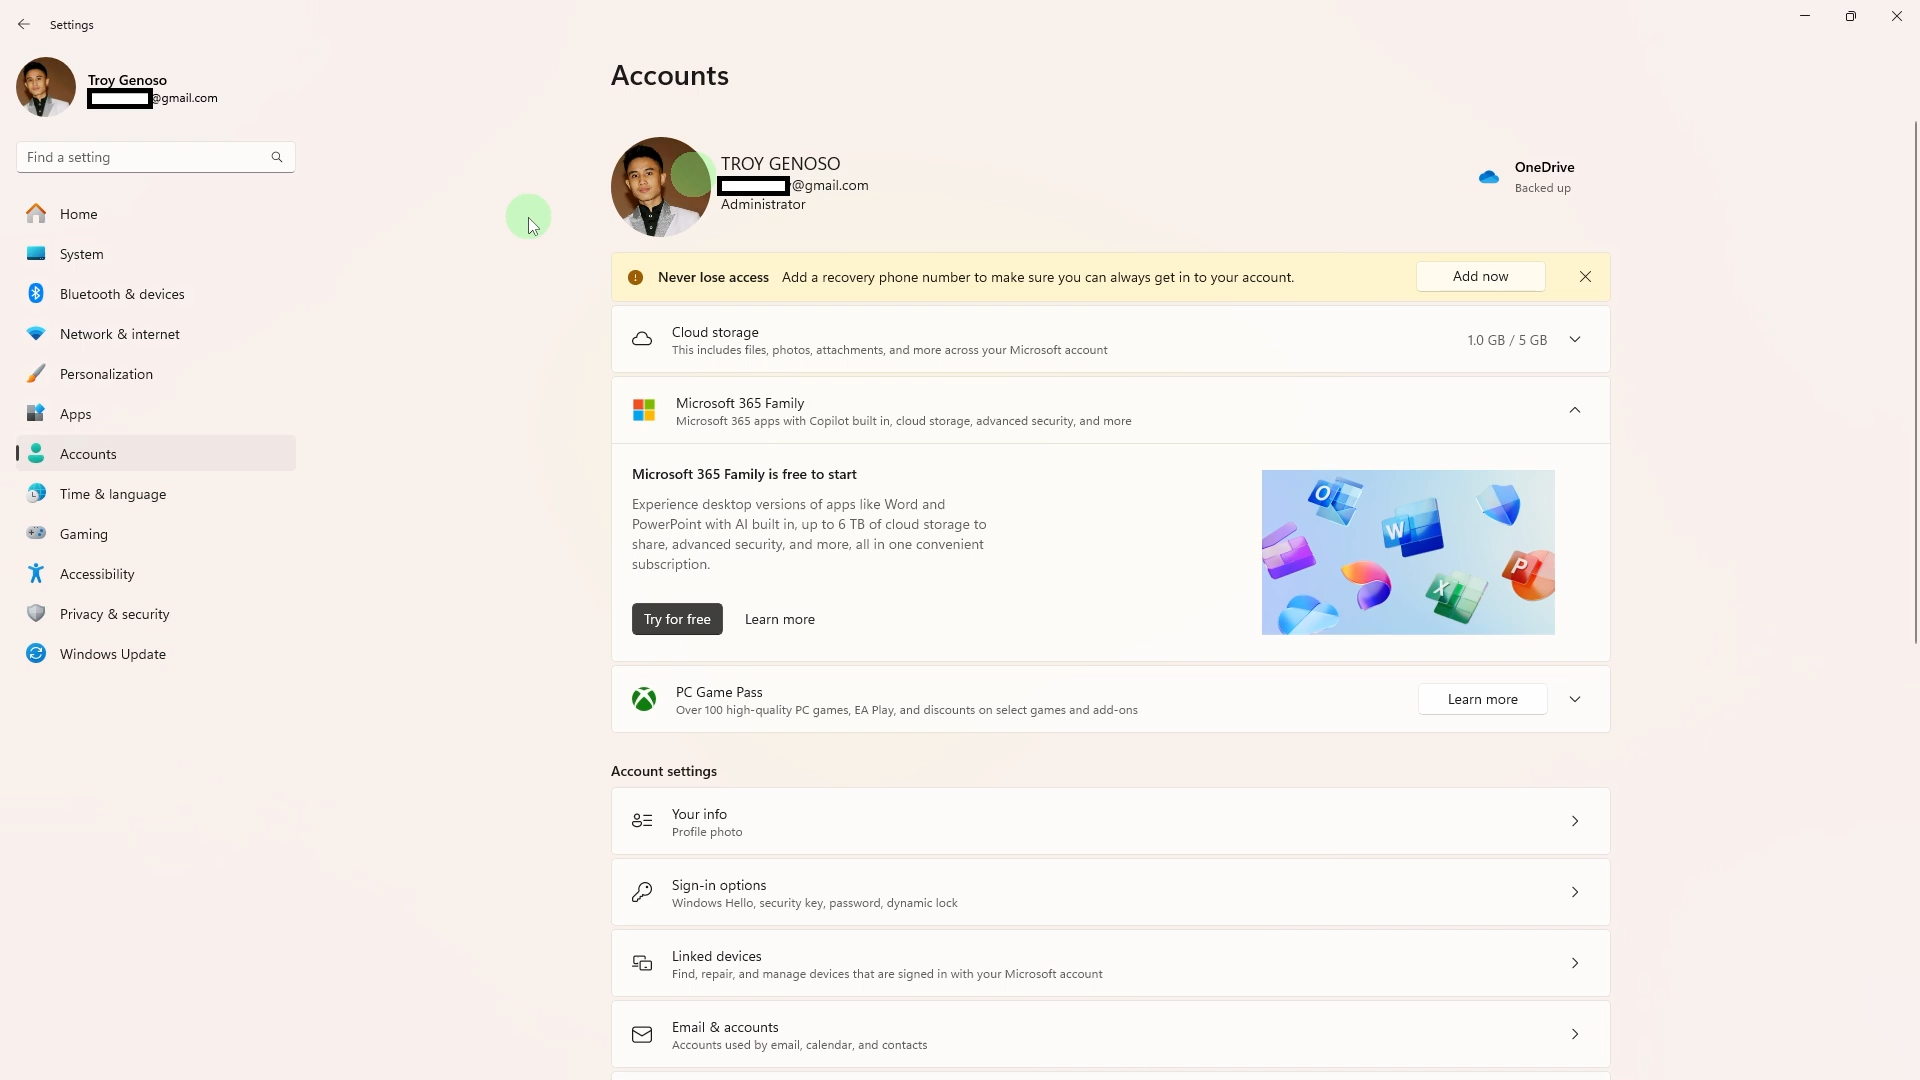 Settings
Troy Genoso
@gmail.com
Find a setting
Home
System
Bluetooth & devices
Network & internet
Personalization
Apps
Accounts
Time & language
Gaming
Accessibility
Privacy & security
Windows Update
Accounts
TROY GENOSO
@gmail.com
Administrator
OneDrive
Backed up
Never lose access Add a recovery phone number to make sure you can always get in to your account.
Add now
Cloud storage
This includes files, photos, attachments, and more across your Microsoft account
1.0 GB / 5 GB
Microsoft 365 Family
Microsoft 365 apps with Copilot built in, cloud storage, advanced security, and more
Microsoft 365 Family is free to start
Experience desktop versions of apps like Word and
PowerPoint with AI built in, up to 6 TB of cloud storage to
share, advanced security, and more, all in one convenient
subscription.
Try for free
Learn more
O
W
P
X
PC Game Pass
Over 100 high-quality PC games, EA Play, and discounts on select games and add-ons
Learn more
Account settings
Your info
Profile photo
Sign-in options
Windows Hello, security key, password, dynamic lock
Linked devices
Find, repair, and manage devices that are signed in with your Microsoft account
Email & accounts
Accounts used by email, calendar, and contacts